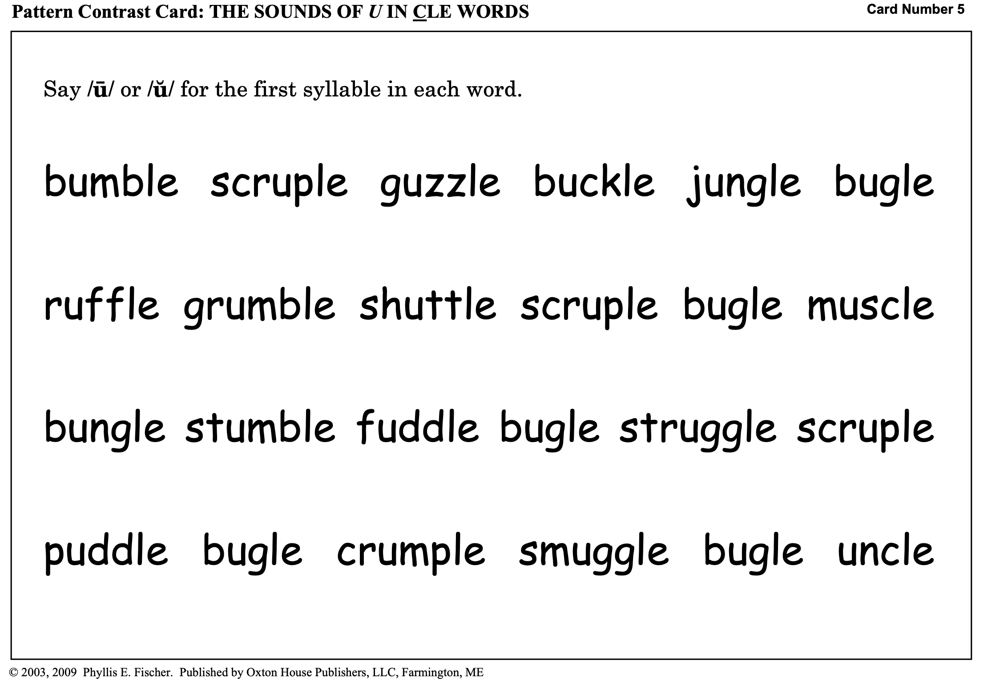 Pattern Contrast Card: THE SOUNDS OF U IN CLE WORDS Card Number 5
Say /ū/ or /ŭ/ for the first syllable in each word.
bumble scruple guzzle buckle jungle bugle
ruffle grumble shuttle scruple bugle muscle
bungle stumble fuddle bugle struggle scruple
puddle bugle crumple smuggle bugle uncle
© 2003, 2009 Phyllis E. Fischer. Published by Oxton House Publishers, LLC, Farmington, ME